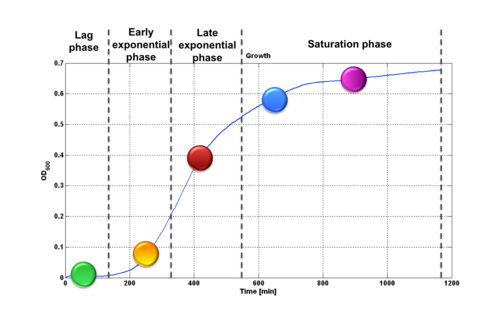 Lag
phase
Early
exponential
phase
Late
exponential
phase
Saturation phase
Growth
0.7
0.6
0.5
0.4
0.3
0.2
0.1
0
OD600
0
200
400
600
800
1000
1200
Time [min]